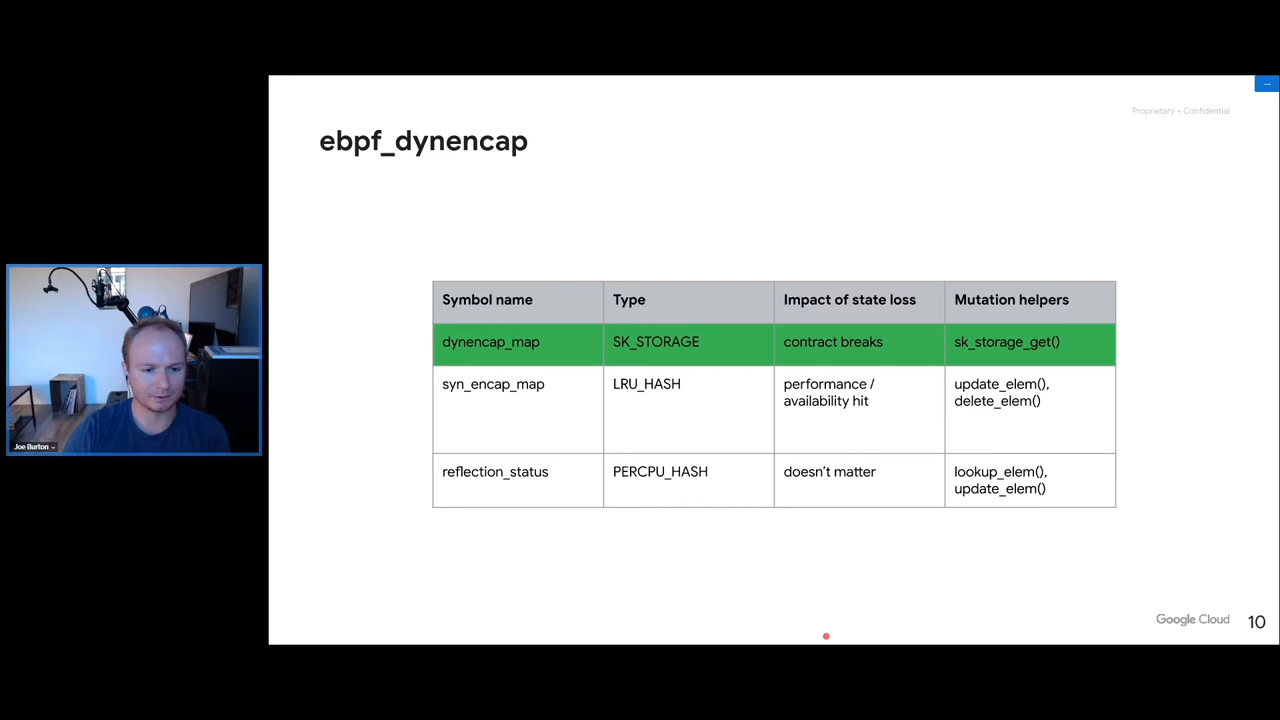 Proprietary + Confidential
ebpf_dynencap
Symbol name Type Impact of state loss Mutation helpers
dynencap_map SK_STORAGE contract breaks sk_storage_get()
syn_encap_map LRU_HASH performance / update_elem(),
availability hit delete_elem()
reflection_status PERCPU_HASH doesn't matter lookup_elem(),
update_elem()
Joe Burton
Google Cloud 10